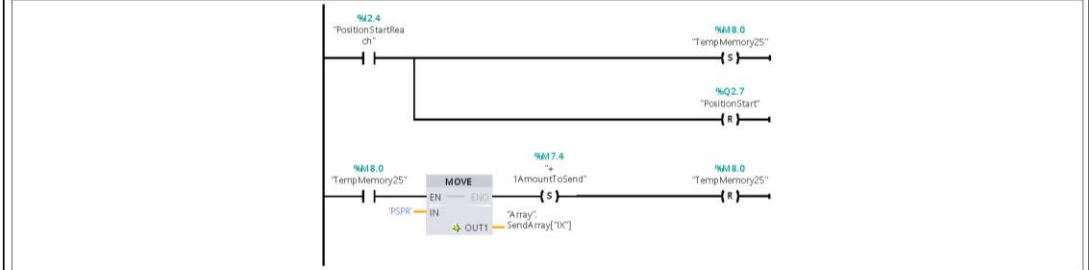 %I2.4
"PositionStartRea
ch"
%M8.0
"TempMemory25"
S
%Q2.7
"PositionStart"
R
%M8.0
"TempMemory25"
MOVE
EN
ENO
'PSPR'
IN
OUT1
"Array".
SendArray["IX"]
%M7.4
"+
1AmountToSend"
S
%M8.0
"TempMemory25"
R